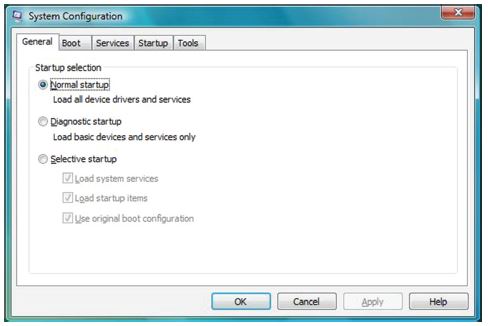 System Configuration
General Boot Services Startup Tools
Startup selection
Normal startup
Load all device drivers and services
Diagnostic startup
Load basic devices and services only
Selective startup
Load system services
Load startup items
Use original boot configuration
OK Cancel Apply Help